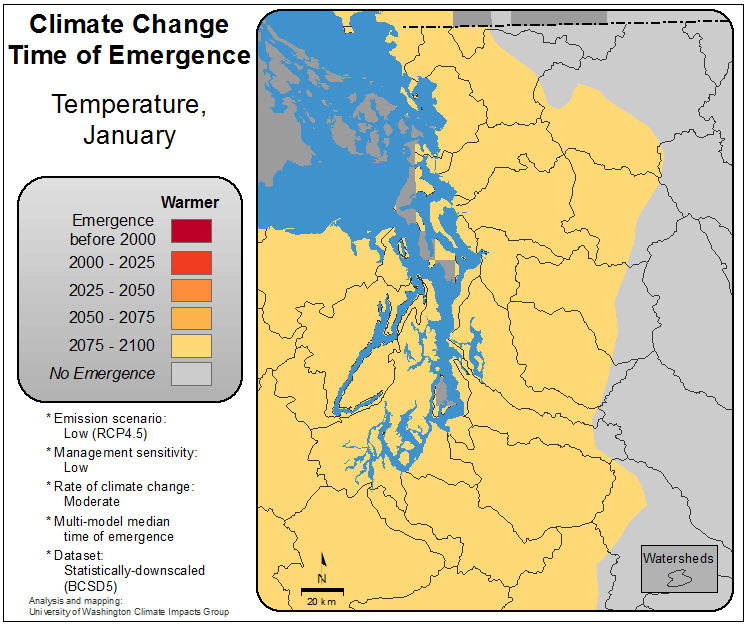 Climate Change
Time of Emergence
Temperature,
January
Warmer
Emergence
before 2000
2000 - 2025
2025 - 2050
2050 - 2075
2075 - 2100
No Emergence
* Emission scenario:
Low (RCP4.5)
* Management sensitivity:
Low
* Rate of climate change:
Moderate
* Multi-model median
time of emergence
* Dataset:
Statistically-downscaled
(BCSD5)
Analysis and mapping:
University of Washington Climate Impacts Group
N
20 km
Watersheds